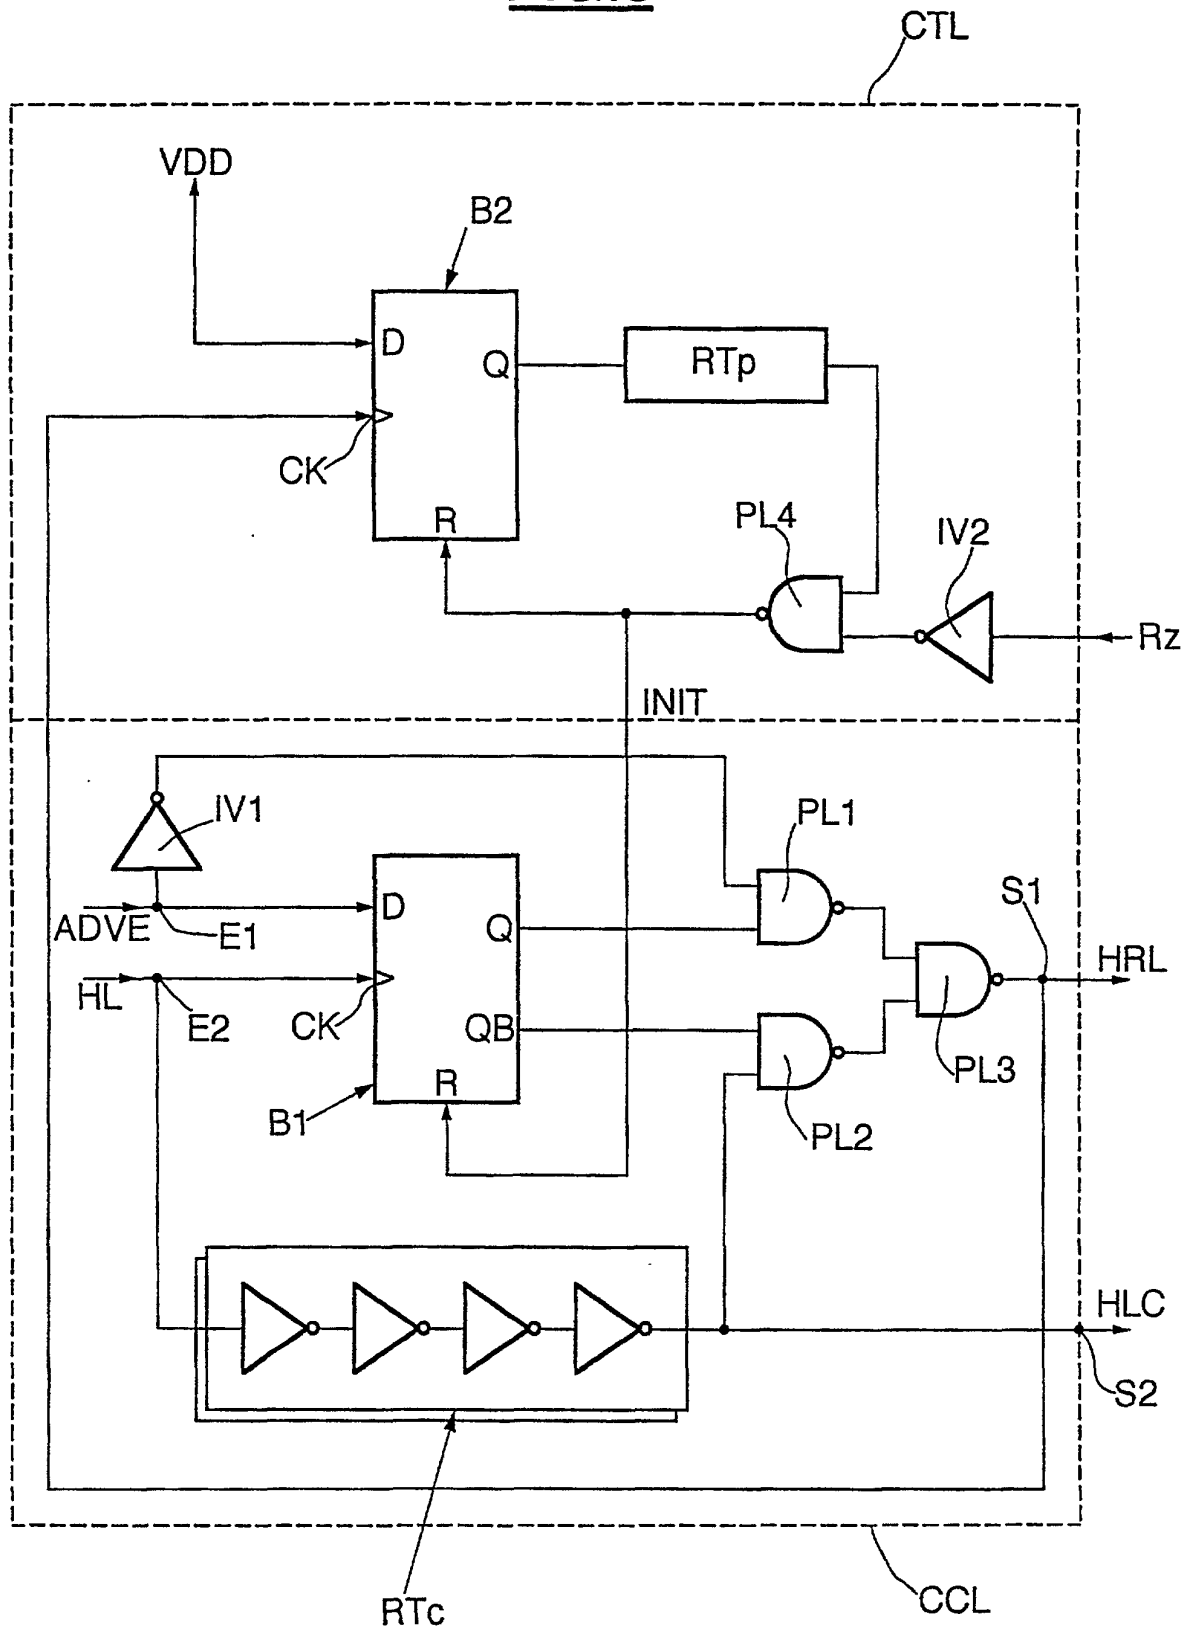 CTL
VDD
B2
D
Q
RTp
CK
R
PL4
IV2
Rz
INIT
IV1
PL1
ADVE
E1
D
Q
S1
HRL
HL
E2
CK
QB
PL3
R
B1
PL2
HLC
S2
RTc
CCL